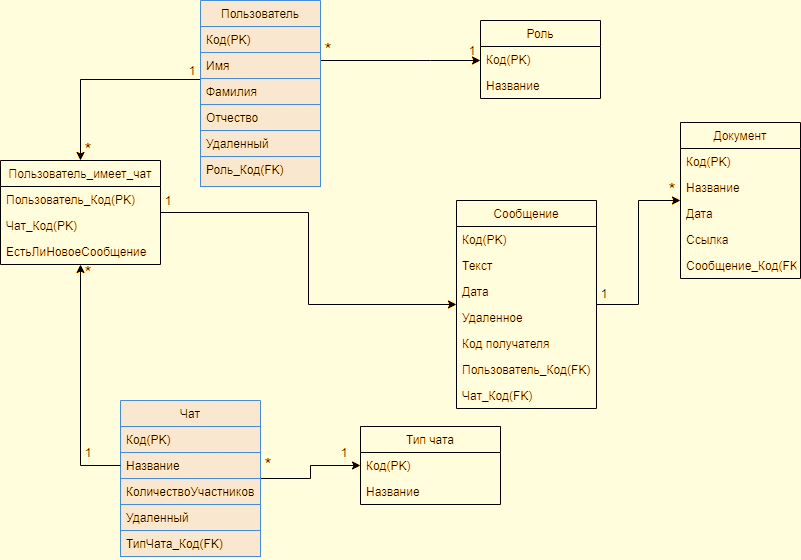 Пользователь
Код(PK)
Имя
Фамилия
Отчество
Удаленный
Роль_Код(FK)
*
1
Роль
Код(PK)
Название
1
*
Пользователь_имеет_чат
Пользователь_Код(PK)
Чат_Код(PK)
ЕстьЛиНовоеСообщение
*
1
Сообщение
Код(PK)
Текст
Дата
Удаленное
Код получателя
Пользователь_Код(FK)
Чат_Код(FK)
1
*
Документ
Код(PK)
Название
Дата
Ссылка
Сообщение_Код(FK
1
Чат
Код(PK)
Название
КоличествоУчастников
Удаленный
ТипЧата_Код(FK)
*
1
Тип чата
Код(PK)
Название